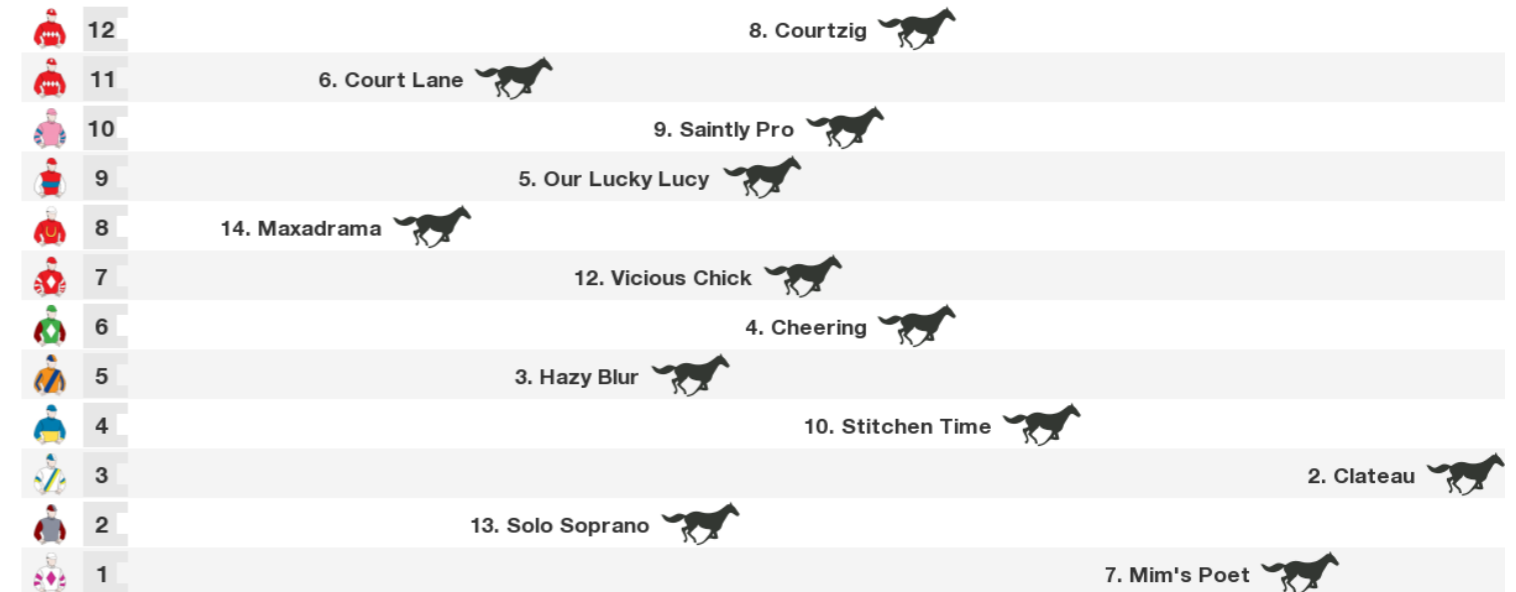 12 8. Courtzig
11 6. Court Lane
10 9. Saintly Pro
9 5. Our Lucky Lucy
8 14. Maxadrama
7 12. Vicious Chick
6 4. Cheering
5 3. Hazy Blur
4 10. Stitchen Time
3 2. Clateau
2 13. Solo Soprano
1 7. Mim's Poet